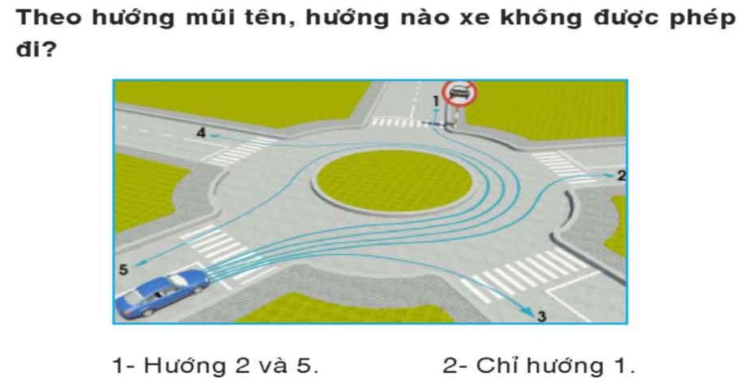 Theo hướng mũi tên, hướng nào xe không được phép
đi?
1
4
2
5
3
1- Hướng 2 và 5. 2- Chỉ hướng 1.